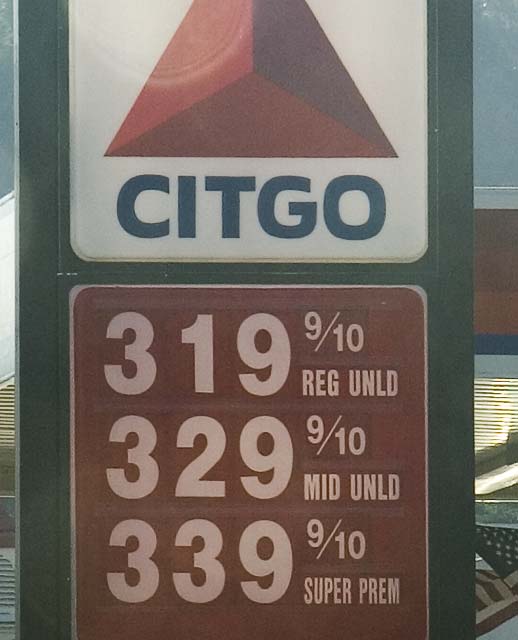 CITGO
319 9/10
REG UNLD
329 9/10
MID UNLD
339 9/10
SUPER PREM